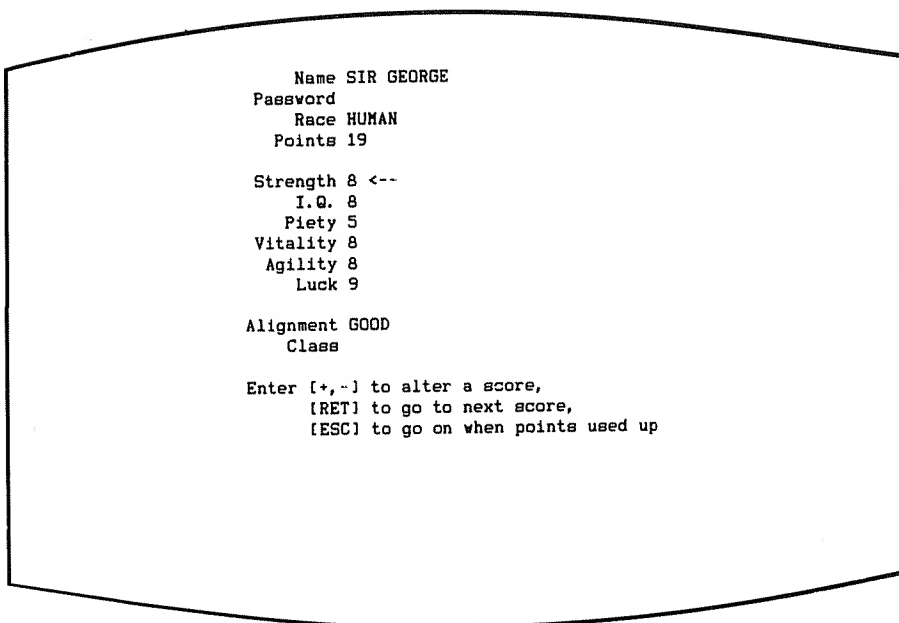 Name SIR GEORGE
Password
Race HUMAN
Points 19
Strength 8 <--
I.Q. 8
Piety 5
Vitality 8
Agility 8
Luck 9
Alignment GOOD
Class
Enter [+,-] to alter a score,
[RET] to go to next score,
[ESC] to go on when points used up